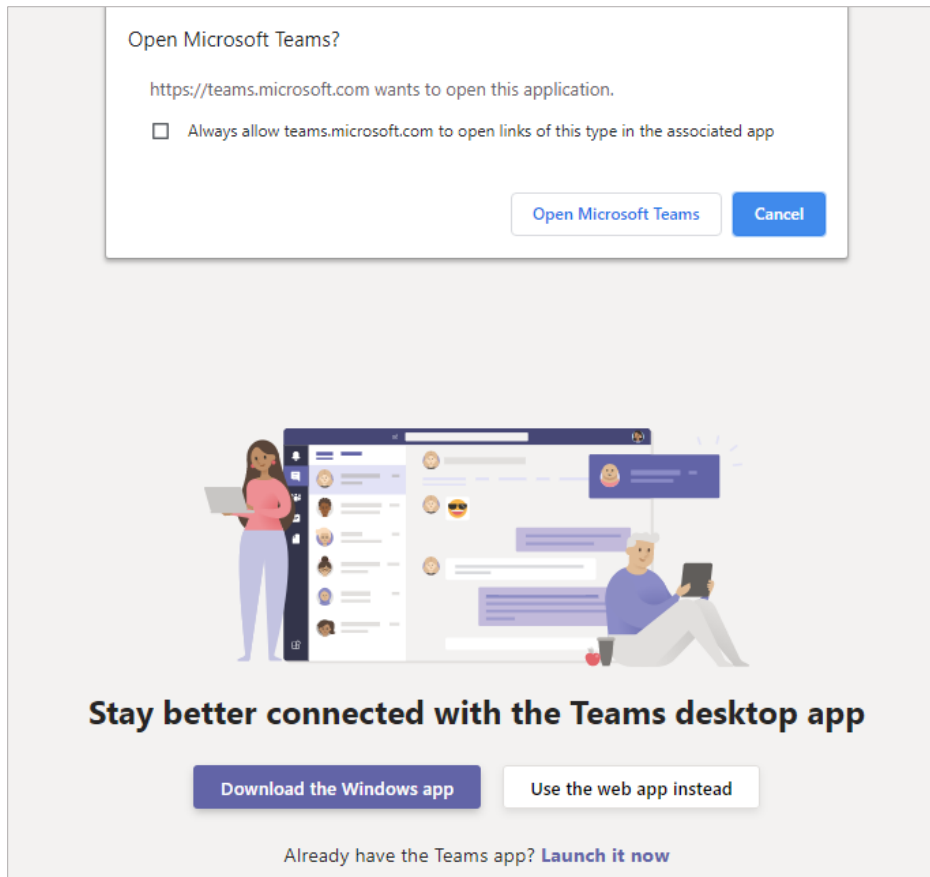 Open Microsoft Teams?
https://teams.microsoft.com wants to open this application.
Always allow teams.microsoft.com to open links of this type in the associated app
Open Microsoft Teams Cancel
Stay better connected with the Teams desktop app
Download the Windows app Use the web app instead
Already have the Teams app? Launch it now